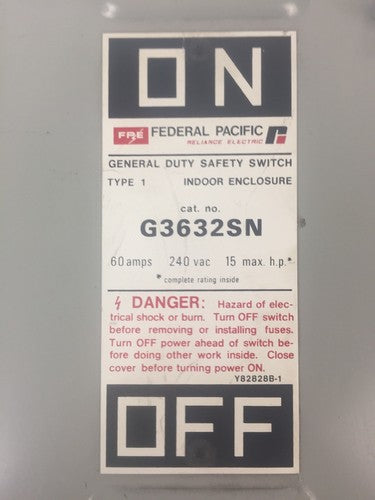 ON
FPE FEDERAL PACIFIC
RELIANCE ELECTRIC
GENERAL DUTY SAFETY SWITCH
TYPE 1 INDOOR ENCLOSURE
cat. no.
G3632SN
60 amps 240 vac 15 max. h.p.*
*complete rating inside
DANGER: Hazard of elec-
trical shock or burn. Turn OFF switch
before removing or installing fuses.
Turn OFF power ahead of switch be-
fore doing other work inside. Close
cover before turning power ON.
Y82828B-1
OFF